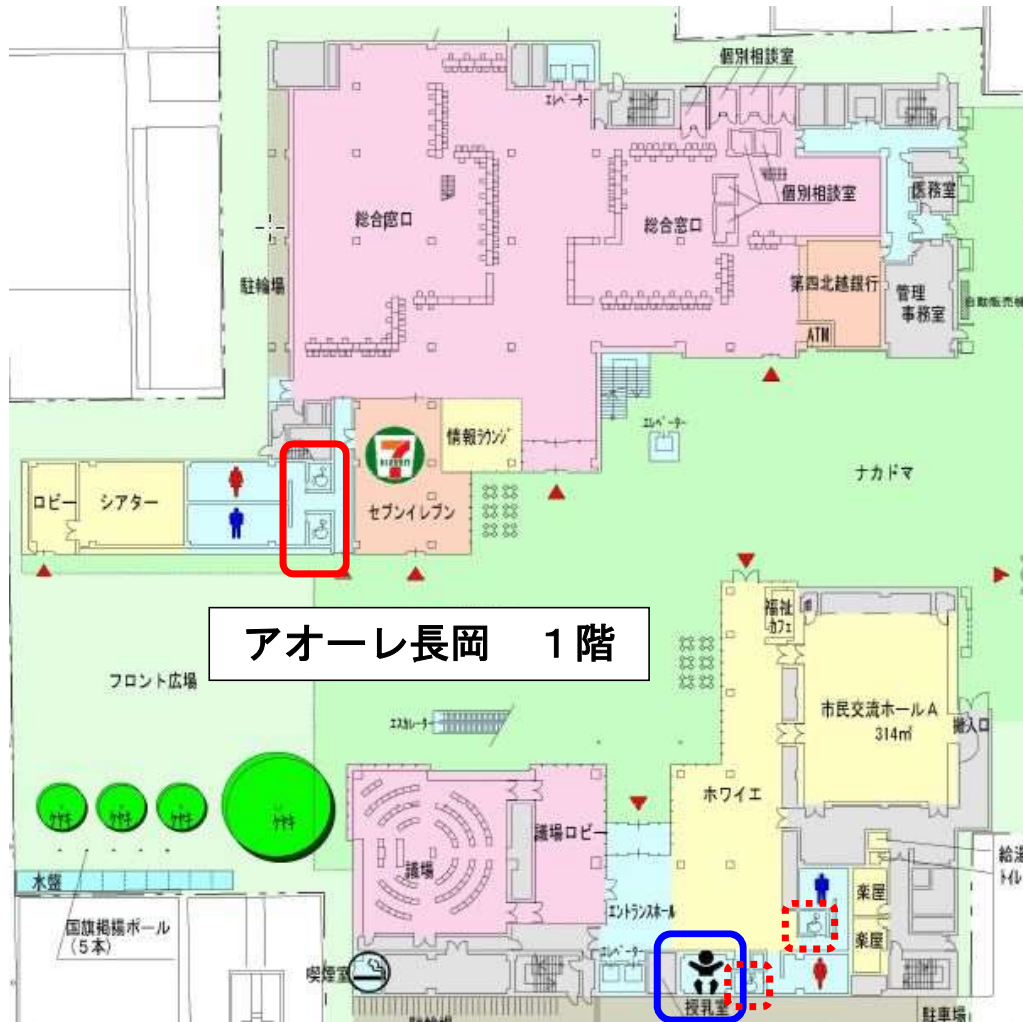 個別相談室
エレベーター
個別相談室
医務室
総合窓口
総合窓口
駐輪場
第四北越銀行
管理
事務室
ATM
情報ラウンジ
エレベーター
ナカドマ
7
ELEVEN
セブンイレブン
ロビー
シアター
福祉
カフェ
アオーレ長岡 1階
フロント広場
市民交流ホールA
314㎡
搬入口
エスカレーター
ホワイエ
ケヤキ
ケヤキ
ケヤキ
ケヤキ
議場ロビー
議場
給湯
トイレ
水盤
楽屋
国旗掲揚ポール
(5本)
エントランスホール
楽屋
エレベーター
喫煙室
授乳室
駐輪場
駐車場